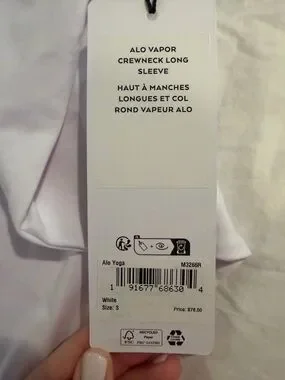 ALO VAPOR
CREWNECK LONG
SLEEVE
HAUT À MANCHES
LONGUES ET COL
ROND VAPEUR ALO
Alo Yoga M3286R
1 91677 68630 4
White
Size: S Price: $78.00
FSC
RECYCLED
Paper